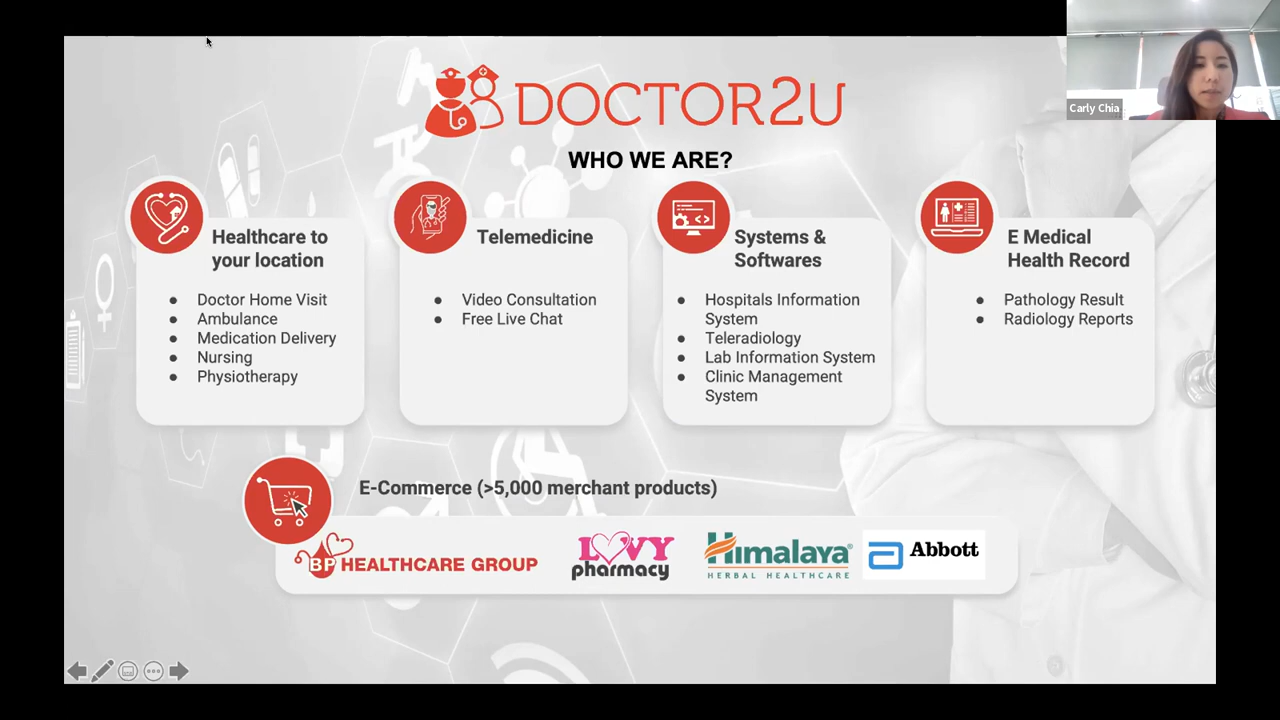 DOCTOR2U
Carly Chia
WHO WE ARE?
Healthcare to
your location
Doctor Home Visit
Ambulance
Medication Delivery
Nursing
Physiotherapy
Telemedicine
Video Consultation
Free Live Chat
Systems &
Softwares
Hospitals Information
System
Teleradiology
Lab Information System
Clinic Management
System
E Medical
Health Record
Pathology Result
Radiology Reports
E-Commerce (>5,000 merchant products)
BP HEALTHCARE GROUP
LOVY
pharmacy
Himalaya®
HERBAL HEALTHCARE
Abbott